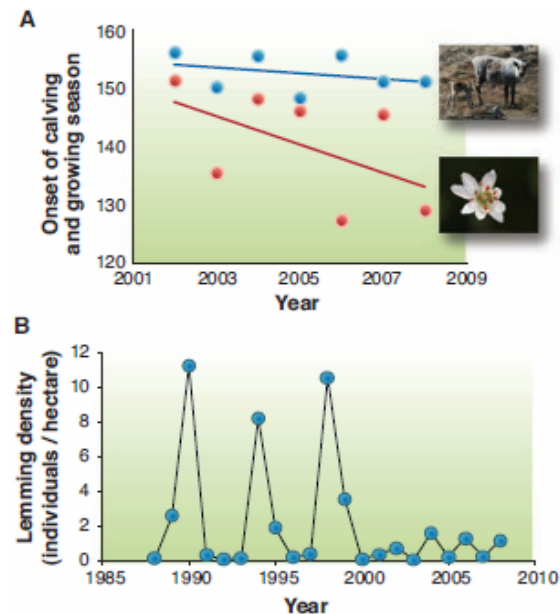 A
Onset of calving
and growing season
160
150
140
130
120
2001
2003
2005
2007
2009
Year
B
Lemming density
(individuals / hectare)
12
10
8
6
4
2
0
1985
1990
1995
2000
2005
2010
Year